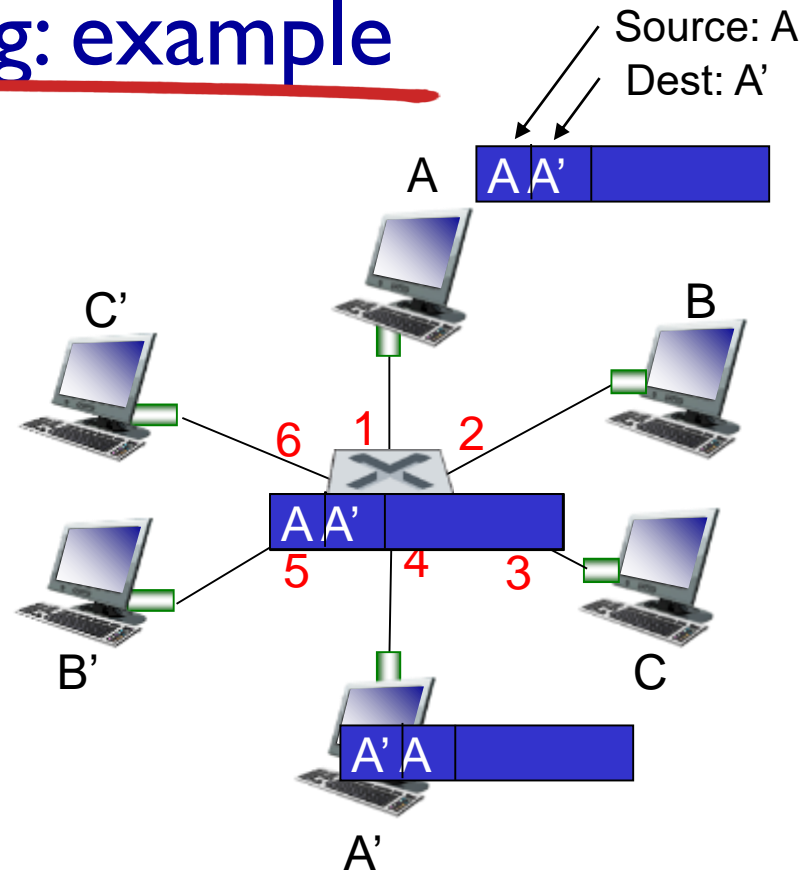 g: example
Source: A
Dest: A’
A
A A’
C’
B
6 1 2
A A’
5 4 3
B’
C
A’ A
A’